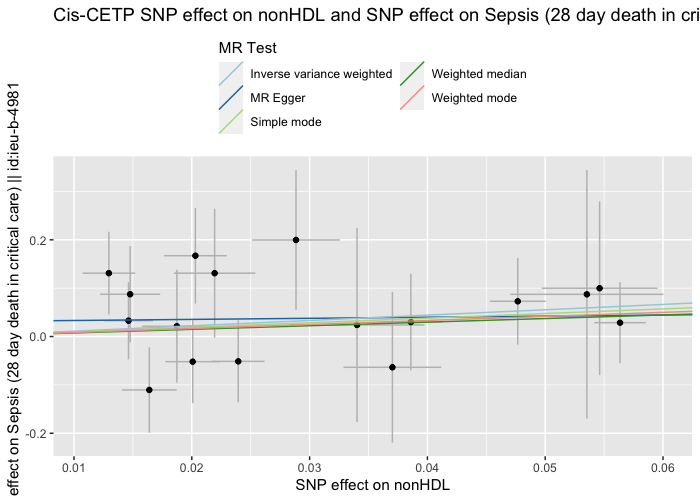 Cis-CETP SNP effect on nonHDL and SNP effect on Sepsis (28 day death in cri
MR Test
Inverse variance weighted
MR Egger
Simple mode
Weighted median
Weighted mode
effect on Sepsis (28 day death in critical care) || id:ieu-b-4981
0.2
0.0
-0.2
0.01 0.02 0.03 0.04 0.05 0.06
SNP effect on nonHDL